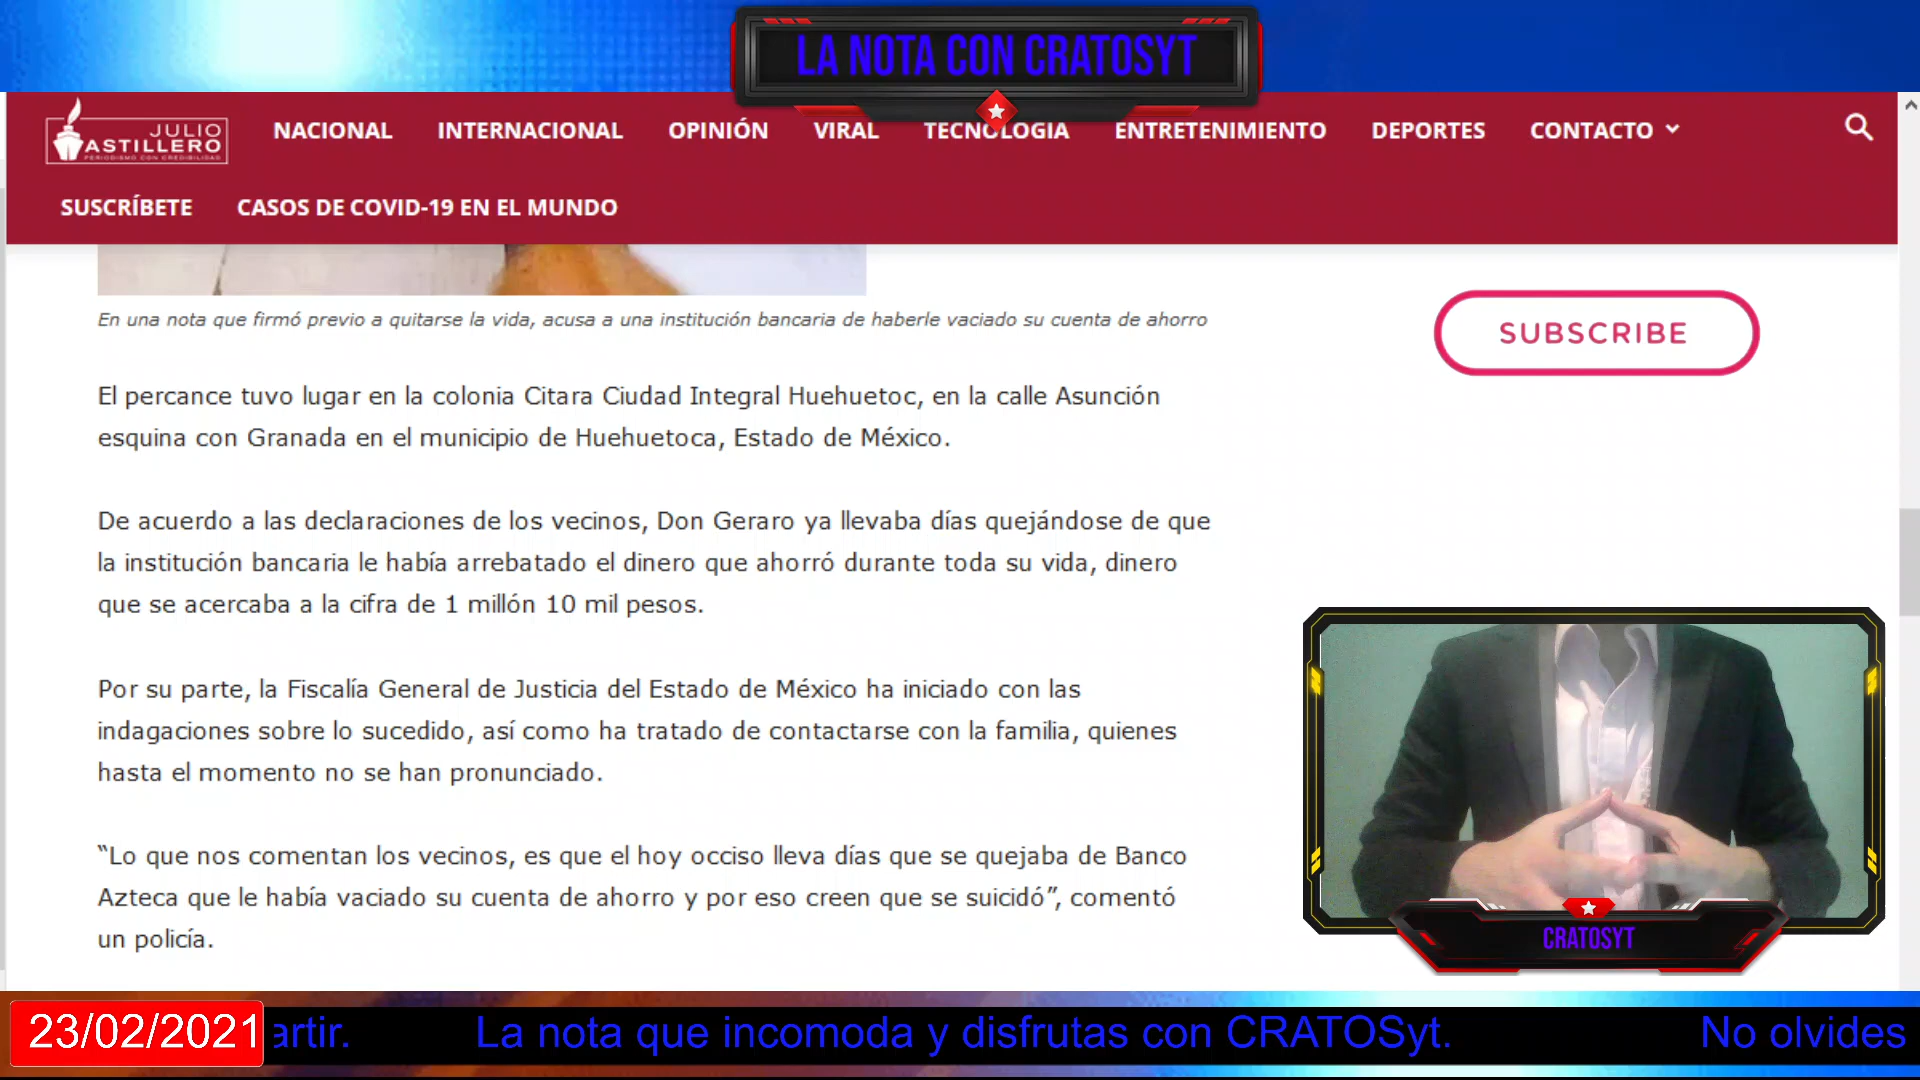 LA NOTA CON CRATOSYT
JULIO
ASTILLERO
PERIODISMO CON CREDIBILIDAD
NACIONAL INTERNACIONAL OPINIÓN VIRAL TECNOLOGIA ENTRETENIMIENTO DEPORTES CONTACTO
SUSCRÍBETE CASOS DE COVID-19 EN EL MUNDO
En una nota que firmó previo a quitarse la vida, acusa a una institución bancaria de haberle vaciado su cuenta de ahorro
SUBSCRIBE
El percance tuvo lugar en la colonia Citara Ciudad Integral Huehuetoc, en la calle Asunción
esquina con Granada en el municipio de Huehuetoca, Estado de México.
De acuerdo a las declaraciones de los vecinos, Don Geraro ya llevaba días quejándose de que
la institución bancaria le había arrebatado el dinero que ahorró durante toda su vida, dinero
que se acercaba a la cifra de 1 millón 10 mil pesos.
Por su parte, la Fiscalía General de Justicia del Estado de México ha iniciado con las
indagaciones sobre lo sucedido, así como ha tratado de contactarse con la familia, quienes
hasta el momento no se han pronunciado.
“Lo que nos comentan los vecinos, es que el hoy occiso lleva días que se quejaba de Banco
Azteca que le había vaciado su cuenta de ahorro y por eso creen que se suicidó”, comentó
un policía.
CRATOSYT
23/02/2021 artir. La nota que incomoda y disfrutas con CRATOSyt. No olvides